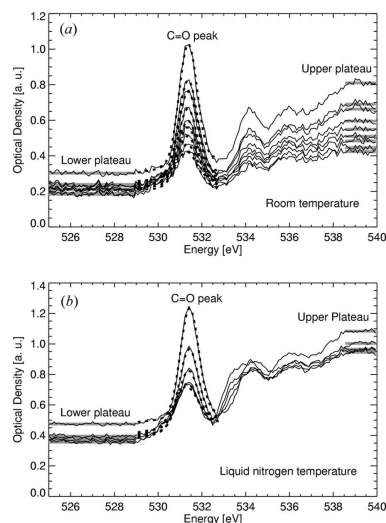 (a)
C=O peak
Upper plateau
Lower plateau
Room temperature
Optical Density [a. u.]
1.2
1.0
0.8
0.6
0.4
0.2
0.0
526 528 530 532 534 536 538 540
Energy [eV]
(b)
C=O peak
Upper Plateau
Lower plateau
Liquid nitrogen temperature
Optical Density [a. u.]
1.4
1.2
1.0
0.8
0.6
0.4
0.2
0.0
526 528 530 532 534 536 538 540
Energy [eV]